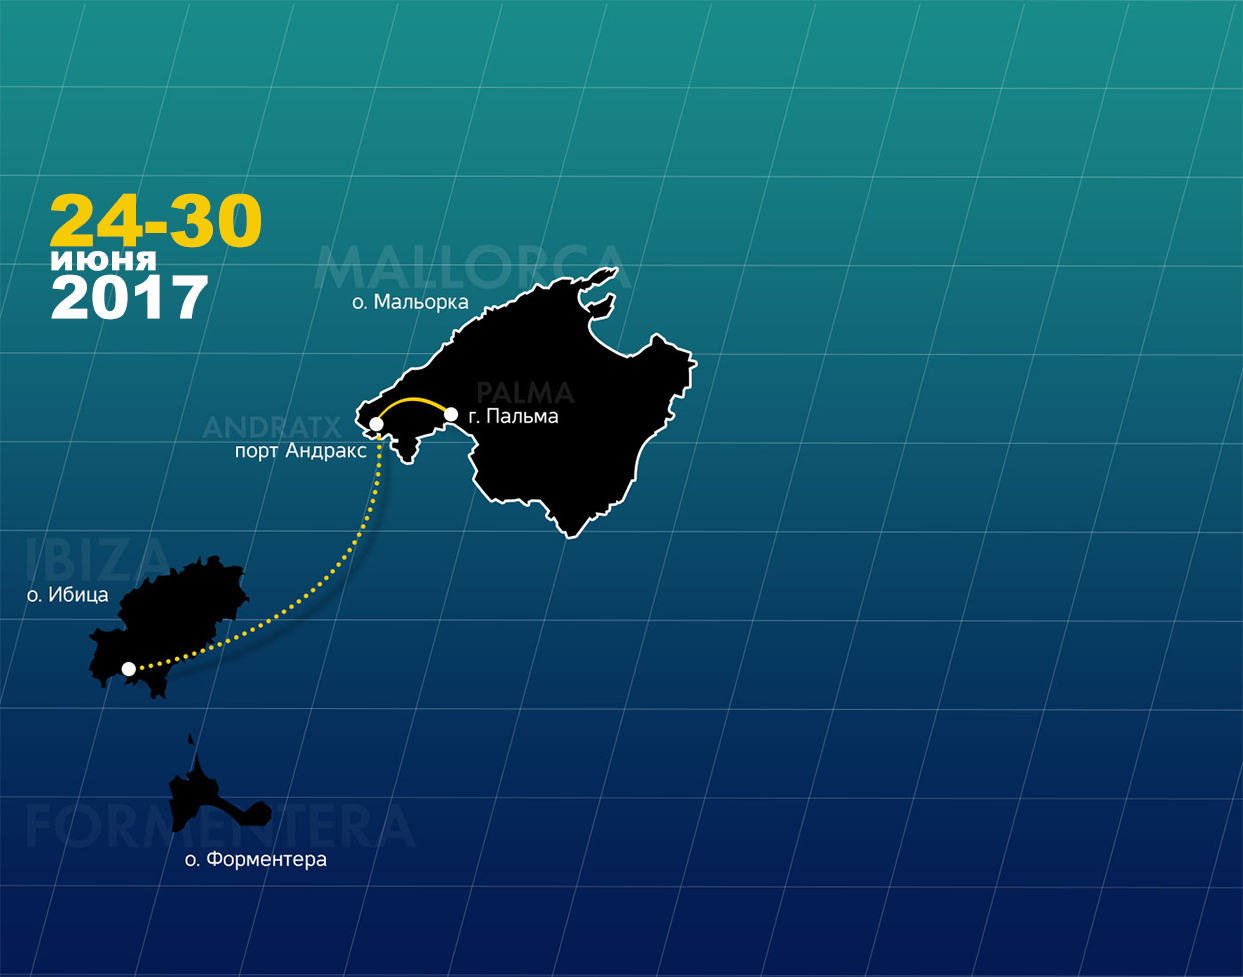 24-30
июня
2017
MALLORCA
о. Мальорка
PALMA
г. Пальма
ANDRATX
порт Андракс
IBIZA
о. Ибица
FORMENTERA
о. Форментера